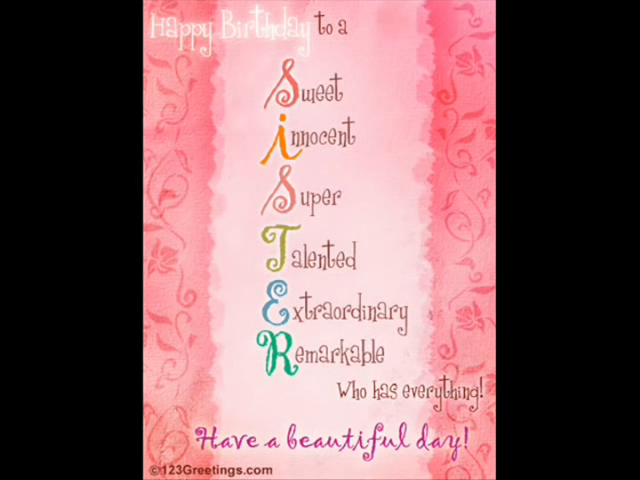 Happy Birthday to a
Sweet
innocent
Super
Talented
Extraordinary
Remarkable
Who has everything!
Have a beautiful day!
©123Greetings.com